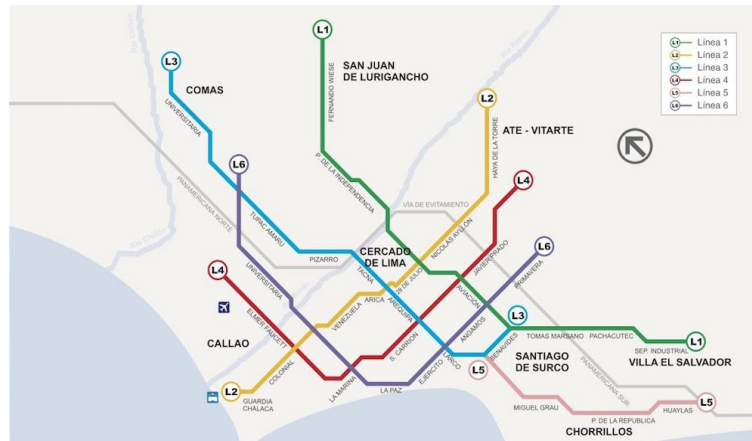 L1
L3
COMAS
SAN JUAN
DE LURIGANCHO
FERNANDO WIESE
L2
ATE - VITARTE
HAYA DE LA TORRE
Línea 1
Línea 2
Línea 3
Línea 4
Línea 5
Línea 6
L1
L2
L3
L4
L5
L6
UNIVERSITARIA
L6
P. DE LA INDEPENDENCIA
L4
PANAMERICANA NORTE
VÍA DE EVITAMIENTO
TUPAC AMARU
NICOLÁS AYLLÓN
L6
CERCADO
DE LIMA
PIZARRO
TACNA
JAVIER PRADO
PRIMAVERA
L4
UNIVERSITARIA
28 DE JULIO
AVIACIÓN
ARICA
AREQUIPA
VENEZUELA
ELMER FAUCETT
L3
ANGAMOS
BENAVIDES
TOMAS MARSANO
PACHACUTEC
L1
SEP. INDUSTRIAL
CALLAO
S. CARRIÓN
LARCO
L5
SANTIAGO
DE SURCO
VILLA EL SALVADOR
COLONIAL
EJERCITO
PANAMERICANA SUR
LA MARINA
LA PAZ
L2
GUARDIA
CHALACA
MIGUEL GRAU
HUAYLAS
L5
P. DE LA REPUBLICA
CHORRILLOS